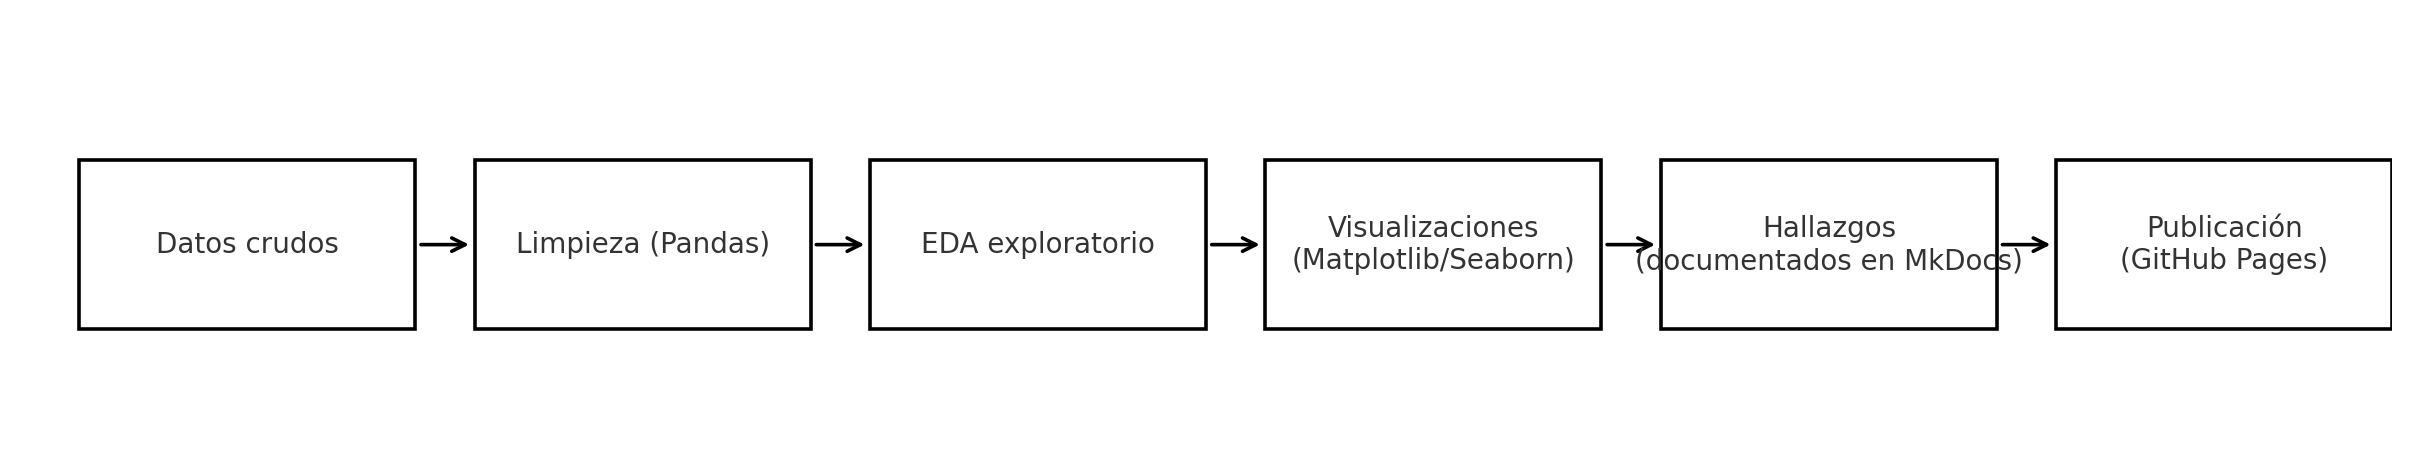 Datos crudos
Limpieza (Pandas)
EDA exploratorio
Visualizaciones
(Matplotlib/Seaborn)
Hallazgos
(documentados en MkDocs)
Publicación
(GitHub Pages)